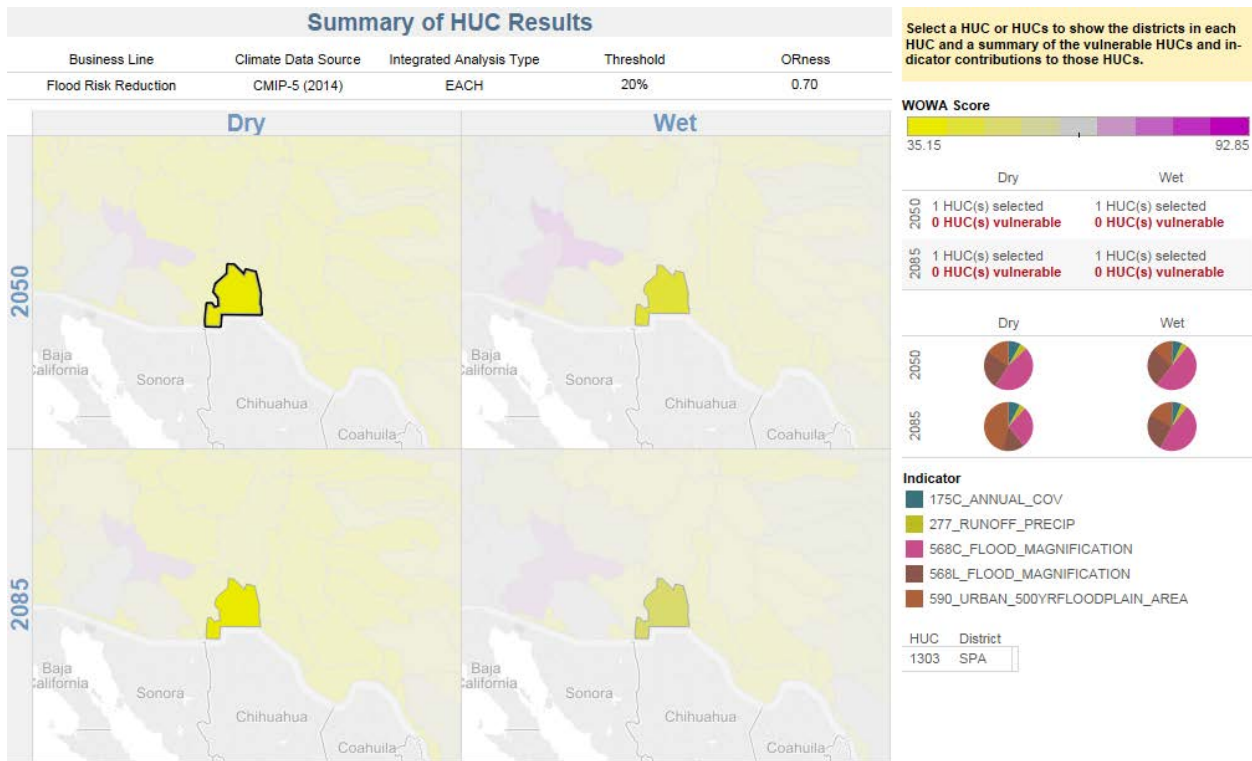 Summary of HUC Results
Business Line Climate Data Source Integrated Analysis Type Threshold ORness
Flood Risk Reduction CMIP-5 (2014) EACH 20% 0.70
Dry Wet
2050
Baja
California
Sonora
Chihuahua
Coahuila
Baja
California
Sonora
Chihuahua
Coahuila
2085
Baja
California
Sonora
Chihuahua
Coahuila
Baja
California
Sonora
Chihuahua
Coahuila
Select a HUC or HUCs to show the districts in each
HUC and a summary of the vulnerable HUCs and in-
dicator contributions to those HUCs.
WOWA Score
35.15 92.85
Dry Wet
2050
1 HUC(s) selected 1 HUC(s) selected
0 HUC(s) vulnerable 0 HUC(s) vulnerable
2085
1 HUC(s) selected 1 HUC(s) selected
0 HUC(s) vulnerable 0 HUC(s) vulnerable
Dry Wet
2050
2085
Indicator
175C_ANNUAL_COV
277_RUNOFF_PRECIP
568C_FLOOD_MAGNIFICATION
568L_FLOOD_MAGNIFICATION
590_URBAN_500YRFLOODPLAIN_AREA
HUC District
1303 SPA